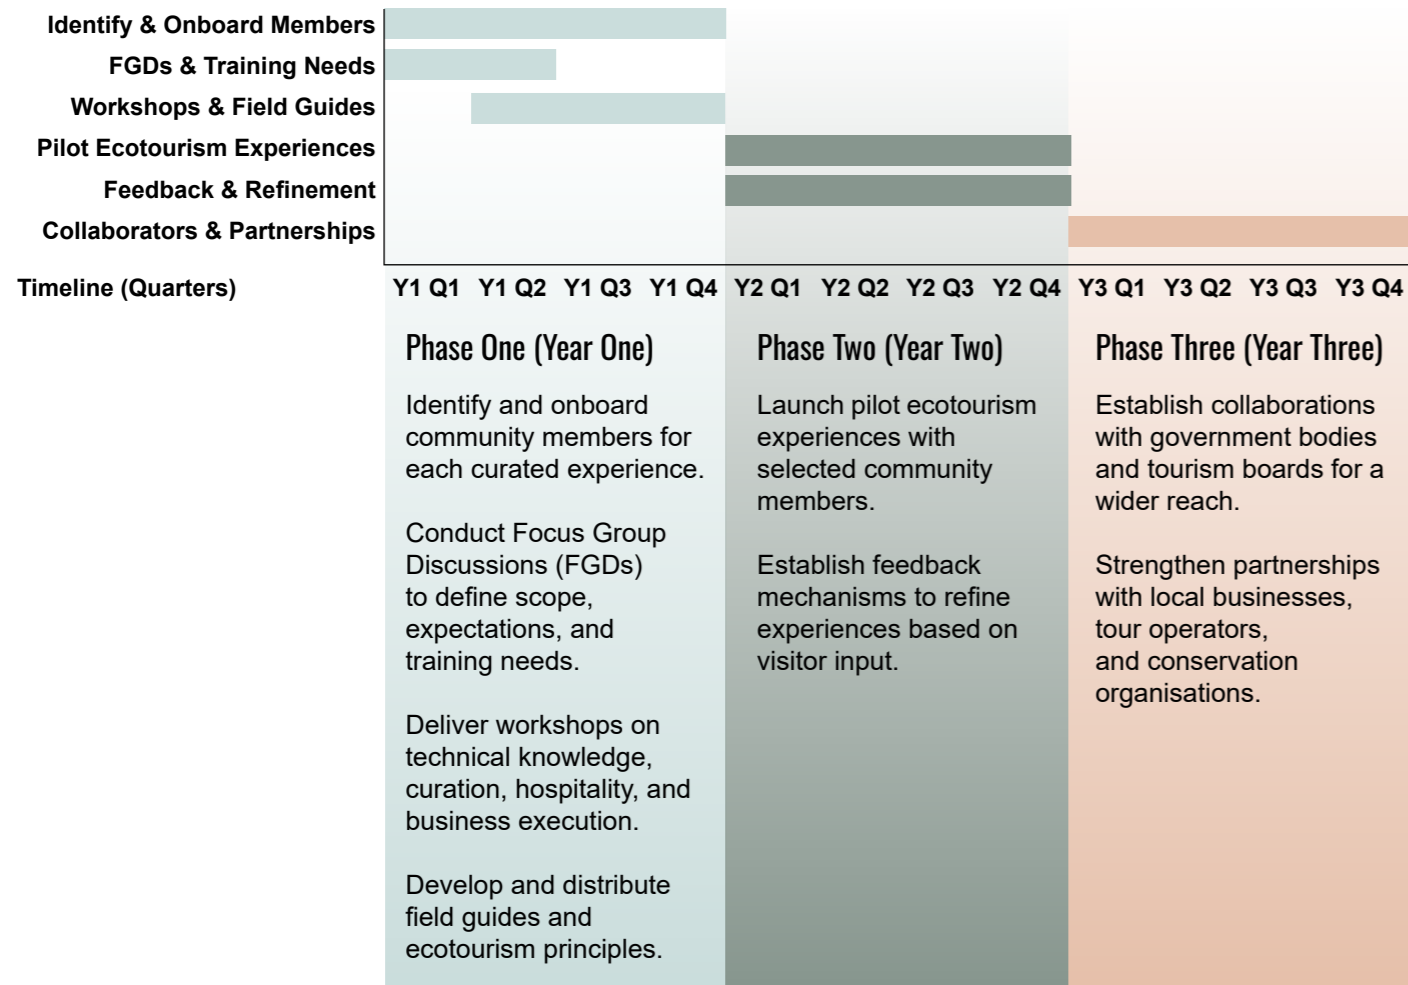 Identify & Onboard Members
FGDs & Training Needs
Workshops & Field Guides
Pilot Ecotourism Experiences
Feedback & Refinement
Collaborators & Partnerships
Timeline (Quarters)
Y1 Q1 Y1 Q2 Y1 Q3 Y1 Q4 Y2 Q1 Y2 Q2 Y2 Q3 Y2 Q4 Y3 Q1 Y3 Q2 Y3 Q3 Y3 Q4
Phase One (Year One)
Identify and onboard
community members for
each curated experience.
Conduct Focus Group
Discussions (FGDs)
to define scope,
expectations, and
training needs.
Deliver workshops on
technical knowledge,
curation, hospitality, and
business execution.
Develop and distribute
field guides and
ecotourism principles.
Phase Two (Year Two)
Launch pilot ecotourism
experiences with
selected community
members.
Establish feedback
mechanisms to refine
experiences based on
visitor input.
Phase Three (Year Three)
Establish collaborations
with government bodies
and tourism boards for a
wider reach.
Strengthen partnerships
with local businesses,
tour operators,
and conservation
organisations.